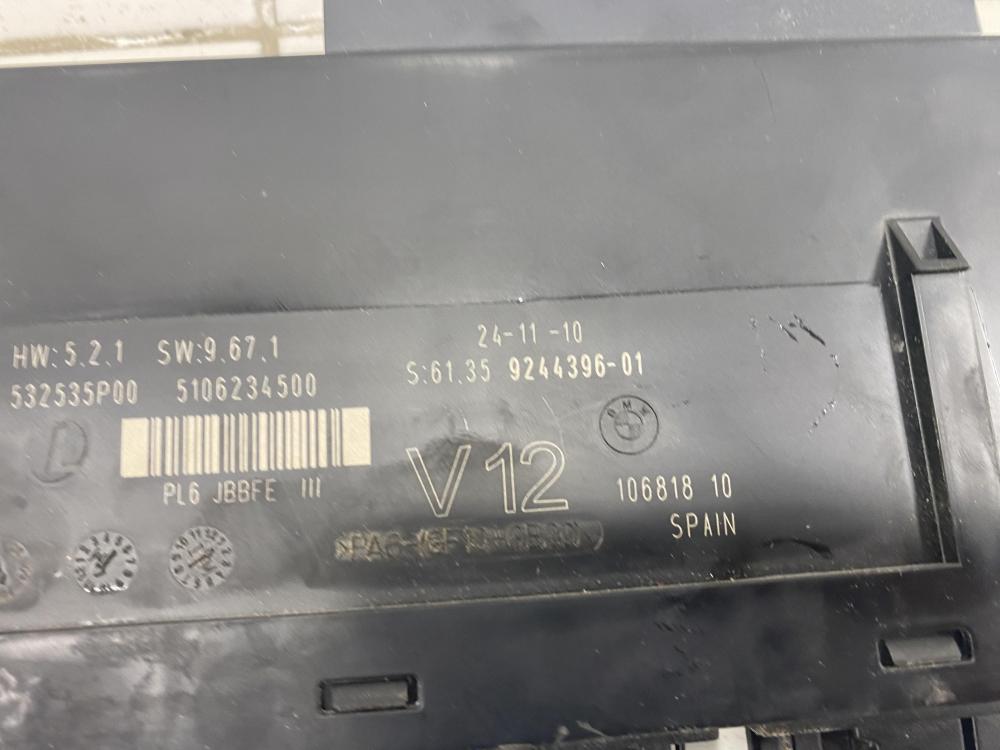 24-11-10
HW:5.2.1 SW:9.67.1
S:61.35 9244396-01
532535P00 5106234500
BMW
V12
PL6 JBBFE III
106818 10
SPAIN